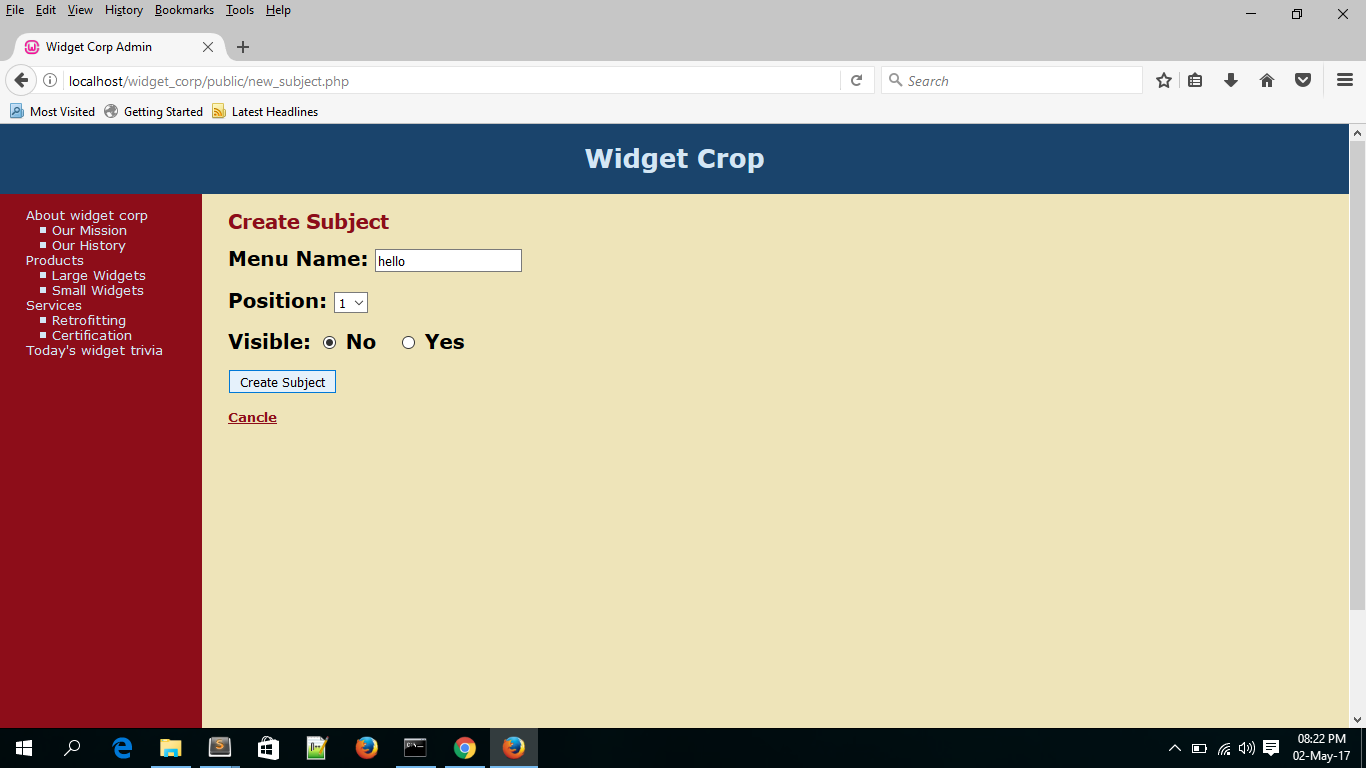 File Edit View History Bookmarks Tools Help
Widget Corp Admin
localhost/widget_corp/public/new_subject.php
Search
Most Visited Getting Started Latest Headlines
Widget Crop
About widget corp
Our Mission
Our History
Products
Large Widgets
Small Widgets
Services
Retrofitting
Certification
Today's widget trivia
Create Subject
Menu Name: hello
Position: 1
Visible: No Yes
Create Subject
Cancle
08:22 PM
02-May-17